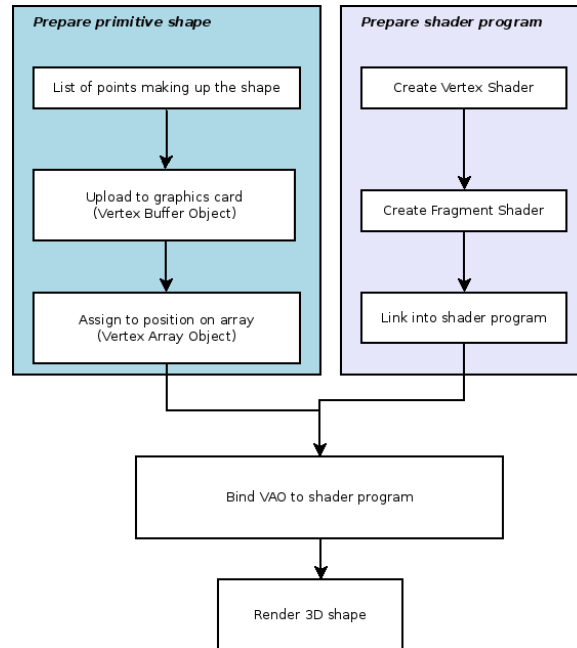 Prepare primitive shape
List of points making up the shape
Upload to graphics card
(Vertex Buffer Object)
Assign to position on array
(Vertex Array Object)
Prepare shader program
Create Vertex Shader
Create Fragment Shader
Link into shader program
Bind VAO to shader program
Render 3D shape